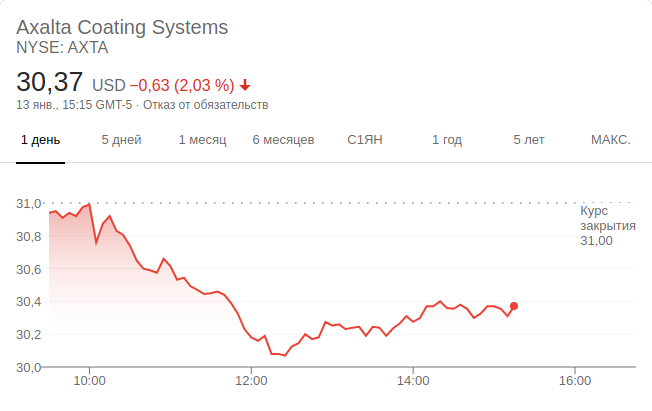 Axalta Coating Systems
NYSE: AXTA
30,37 USD −0,63 (2,03 %)
13 янв., 15:15 GMT-5 · Отказ от обязательств
1 день 5 дней 1 месяц 6 месяцев С1ЯН 1 год 5 лет МАКС.
31,0
Курс
закрытия
31,00
30,8
30,6
30,4
30,2
30,0
10:00 12:00 14:00 16:00